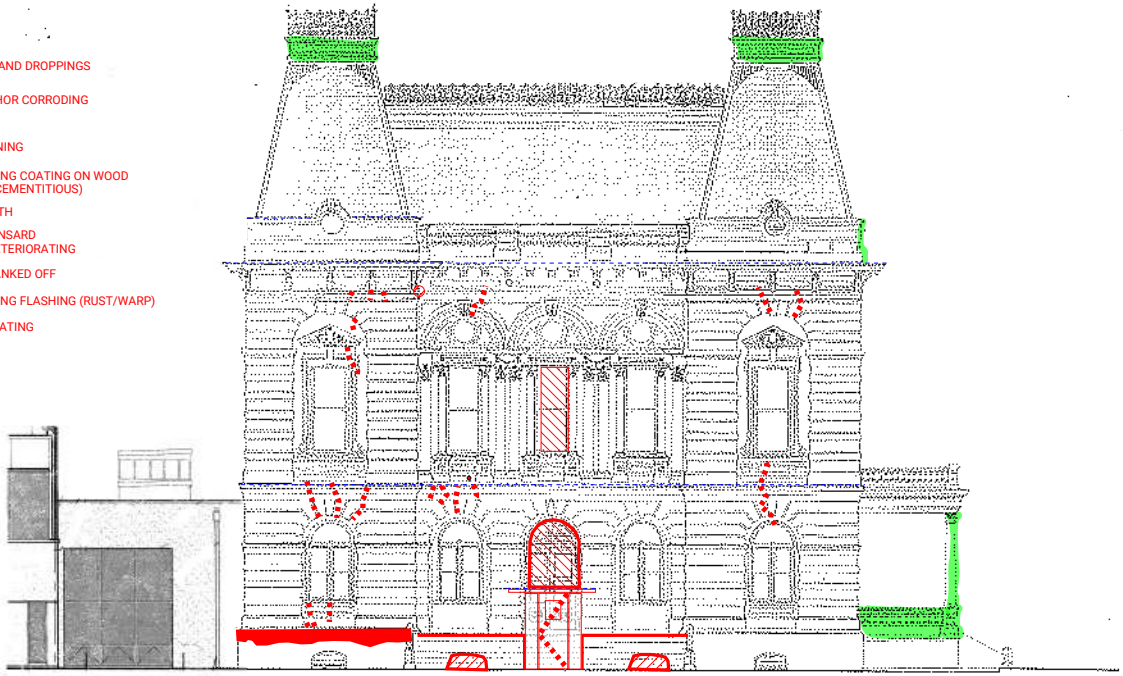 AND DROPPINGS
HOR CORRODING
NING
NG COATING ON WOOD
CEMENTITIOUS)
TH
NSARD
TERIORATING
NKED OFF
NG FLASHING (RUST/WARP)
ATING